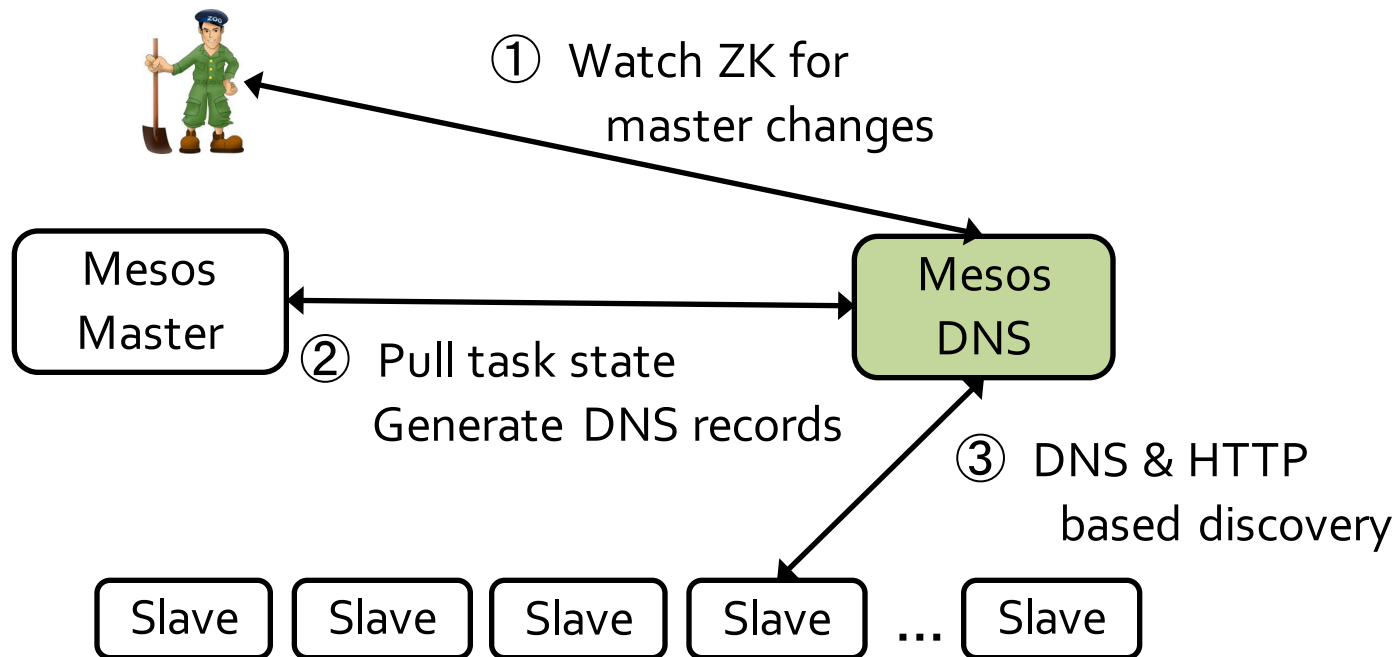 ZOO
① Watch ZK for
master changes
Mesos
Master
Mesos
DNS
② Pull task state
Generate DNS records
③ DNS & HTTP
based discovery
Slave
Slave
Slave
Slave
...
Slave